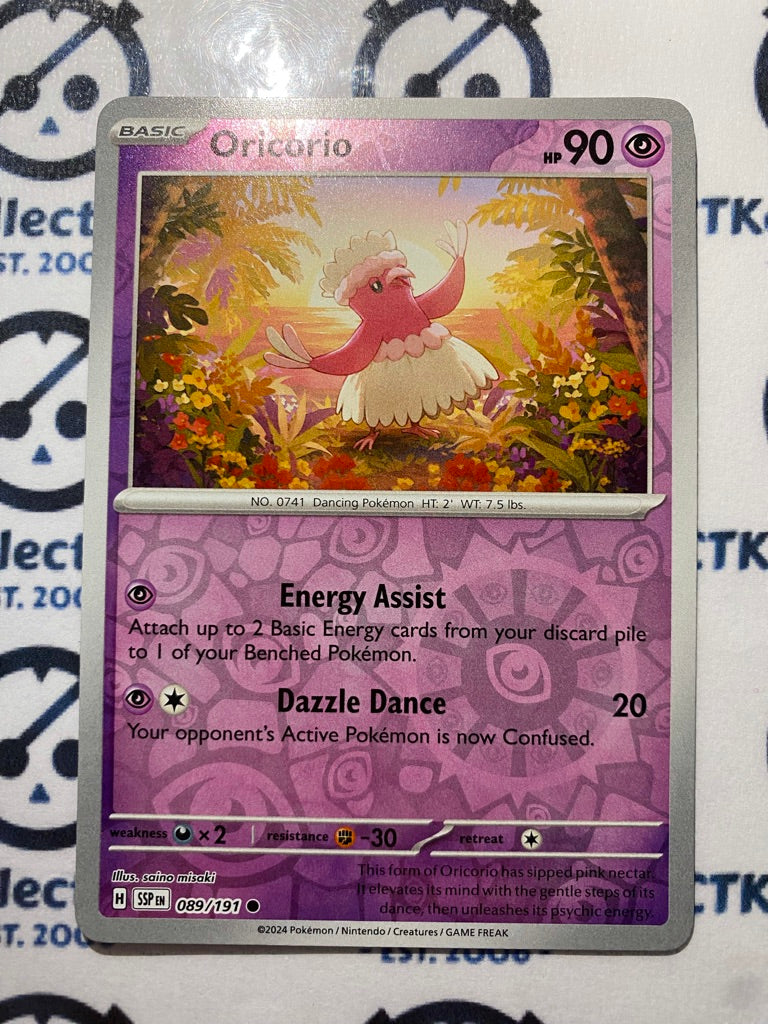 BASIC Oricorio HP 90
NO. 0741 Dancing Pokémon HT: 2' WT: 7.5 lbs.
Energy Assist
Attach up to 2 Basic Energy cards from your discard pile
to 1 of your Benched Pokémon.
Dazzle Dance 20
Your opponent's Active Pokémon is now Confused.
weakness ×2 resistance -30 retreat
Illus. saino misaki
H SSP EN 089/191
This form of Oricorio has sipped pink nectar.
It elevates its mind with the gentle steps of its
dance, then unleashes its psychic energy.
©2024 Pokémon / Nintendo / Creatures / GAME FREAK